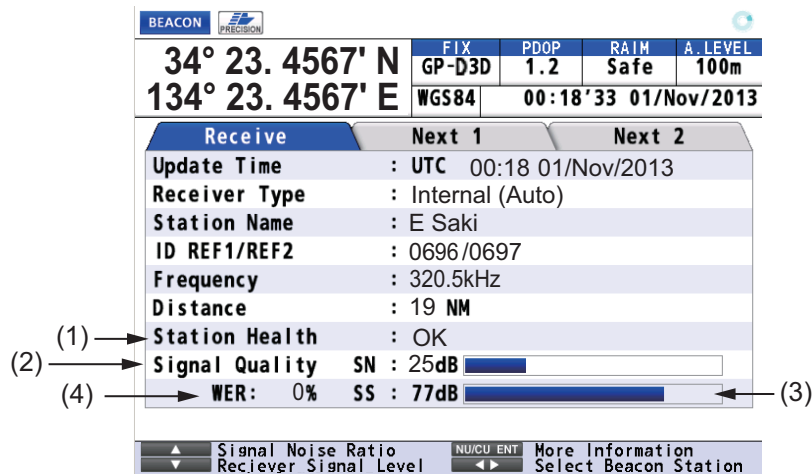 BEACON PRECISION
FIX PDOP RAIM A.LEVEL
34° 23. 4567' N GP-D3D 1.2 Safe 100m
134° 23. 4567' E WGS84 00:18'33 01/Nov/2013
Receive Next 1 Next 2
Update Time : UTC 00:18 01/Nov/2013
Receiver Type : Internal (Auto)
Station Name : E Saki
ID REF1/REF2 : 0696/0697
Frequency : 320.5kHz
Distance : 19 NM
(1) Station Health : OK
(2) Signal Quality SN : 25dB
(4) WER: 0% SS : 77dB (3)
▲ Signal Noise Ratio NU/CU ENT More Information
▼ Reciever Signal Level ◀▶ Select Beacon Station